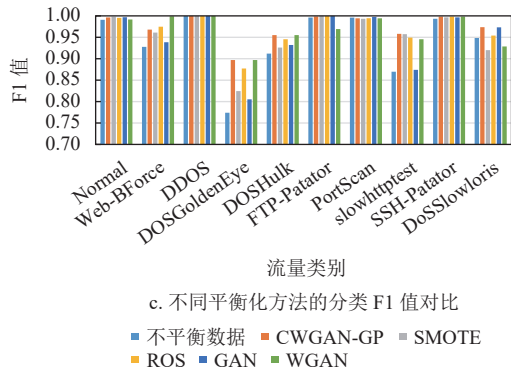 F1 值
1.00
0.95
0.90
0.85
0.80
0.75
0.70
Normal
Web-BForce
DDOS
DOSGoldenEye
DOSHulk
FTP-Patator
PortScan
slowhttptest
SSH-Patator
DoSSlowloris
流量类别
c. 不同平衡化方法的分类 F1 值对比
不平衡数据 CWGAN-GP SMOTE
ROS GAN WGAN